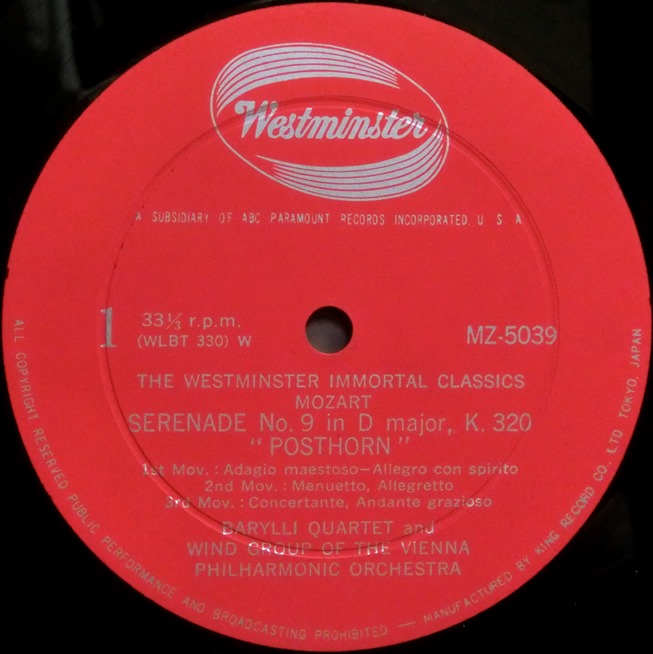 Westminster
A SUBSIDIARY OF ABC PARAMOUNT RECORDS INCORPORATED. U S A
1
33⅓ r.p.m.
(WLBT 330) W
MZ-5039
THE WESTMINSTER IMMORTAL CLASSICS
MOZART
SERENADE No. 9 in D major, K. 320
"POSTHORN"
1st Mov. : Adagio maestoso—Allegro con spirito
2nd Mov. : Menuetto, Allegretto
3rd Mov. : Concertante, Andante grazioso
BARYLLI QUARTET and
WIND GROUP OF THE VIENNA
PHILHARMONIC ORCHESTRA
ALL COPYRIGHT RESERVED PUBLIC PERFORMANCE AND BROADCASTING PROHIBITED — MANUFACTURED BY KING RECORD CO. LTD TOKYO, JAPAN